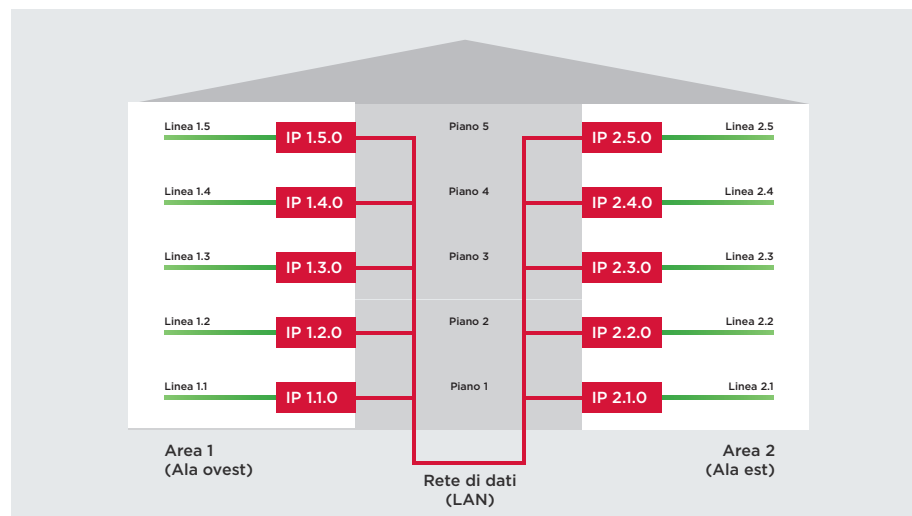 Linea 1.5
IP 1.5.0
Piano 5
IP 2.5.0
Linea 2.5
Linea 1.4
IP 1.4.0
Piano 4
IP 2.4.0
Linea 2.4
Linea 1.3
IP 1.3.0
Piano 3
IP 2.3.0
Linea 2.3
Linea 1.2
IP 1.2.0
Piano 2
IP 2.2.0
Linea 2.2
Linea 1.1
IP 1.1.0
Piano 1
IP 2.1.0
Linea 2.1
Area 1
(Ala ovest)
Area 2
(Ala est)
Rete di dati
(LAN)